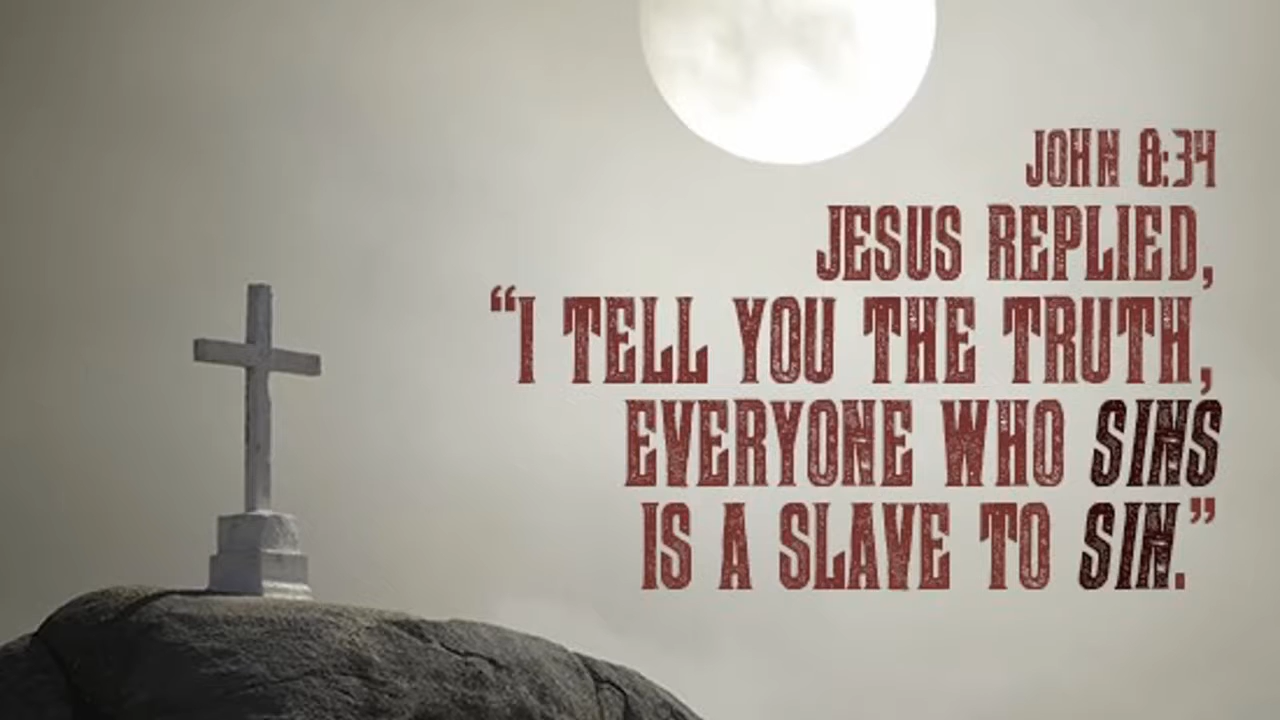 JOHN 8:34
JESUS REPLIED,
“I TELL YOU THE TRUTH,
EVERYONE WHO SINS
IS A SLAVE TO SIN.”